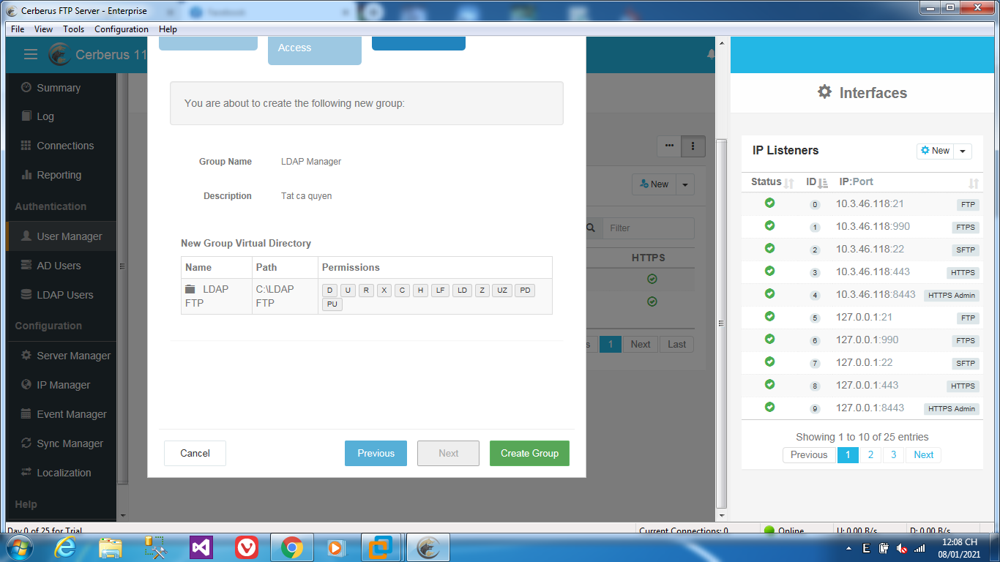 Cerberus FTP Server - Enterprise
Facebook
File View Tools Configuration Help
Cerberus 11
Access
Interfaces
Summary
Log
Connections
Reporting
Authentication
User Manager
AD Users
LDAP Users
Configuration
Server Manager
IP Manager
Event Manager
Sync Manager
Localization
Help
You are about to create the following new group:
Group Name LDAP Manager
Description Tat ca quyen
New Group Virtual Directory
Name Path Permissions
LDAP FTP C:\LDAP FTP D U R X C H LF LD Z UZ PD PU
Cancel Previous Next Create Group
New
Filter
HTTPS
s 1 Next Last
IP Listeners New
Status ID IP:Port
0 10.3.46.118:21 FTP
1 10.3.46.118:990 FTPS
2 10.3.46.118:22 SFTP
3 10.3.46.118:443 HTTPS
4 10.3.46.118:8443 HTTPS Admin
5 127.0.0.1:21 FTP
6 127.0.0.1:990 FTPS
7 127.0.0.1:22 SFTP
8 127.0.0.1:443 HTTPS
9 127.0.0.1:8443 HTTPS Admin
Showing 1 to 10 of 25 entries
Previous 1 2 3 Next
Day 0 of 25 for Trial Current Connections: 0 Online U: 0.00 B/s D: 0.00 B/s
E 12:08 CH
08/01/2021